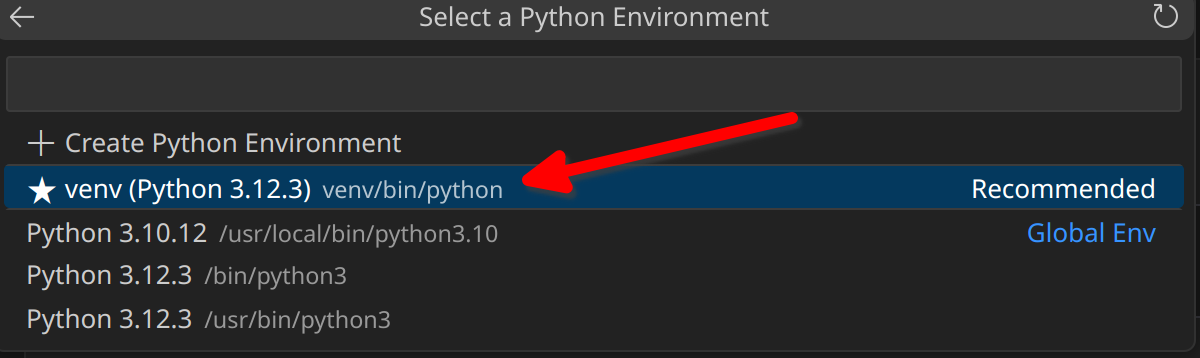 Select a Python Environment
Create Python Environment
venv (Python 3.12.3) venv/bin/python Recommended
Python 3.10.12 /usr/local/bin/python3.10 Global Env
Python 3.12.3 /bin/python3
Python 3.12.3 /usr/bin/python3